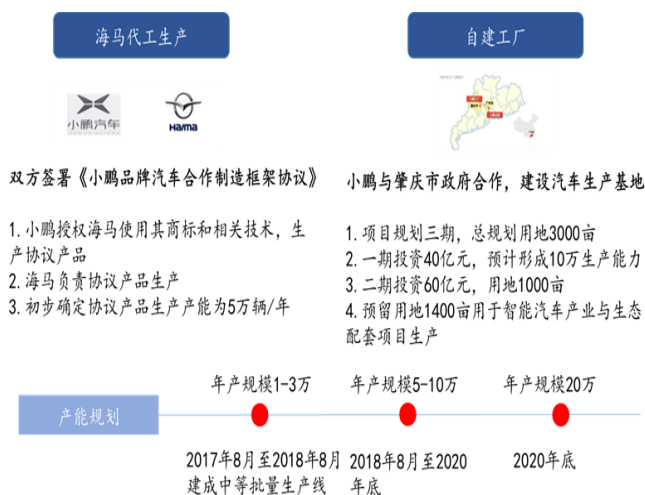 海马代工生产
自建工厂
小鹏汽车
HAIMA
双方签署《小鹏品牌汽车合作制造框架协议》
1.小鹏授权海马使用其商标和相关技术，生
产协议产品
2.海马负责协议产品生产
3.初步确定协议产品生产产能为5万辆/年
小鹏与肇庆市政府合作，建设汽车生产基地
1.项目规划三期，总规划用地3000亩
2.一期投资40亿元，预计形成10万生产能力
3.二期投资60亿元，用地1000亩
4.预留用地1400亩用于智能汽车产业与生态
配套项目生产
产能规划
年产规模1-3万
年产规模5-10万
年产规模20万
2017年8月至2018年8月
建成中等批量生产线
2018年8月至2020
年底
2020年底